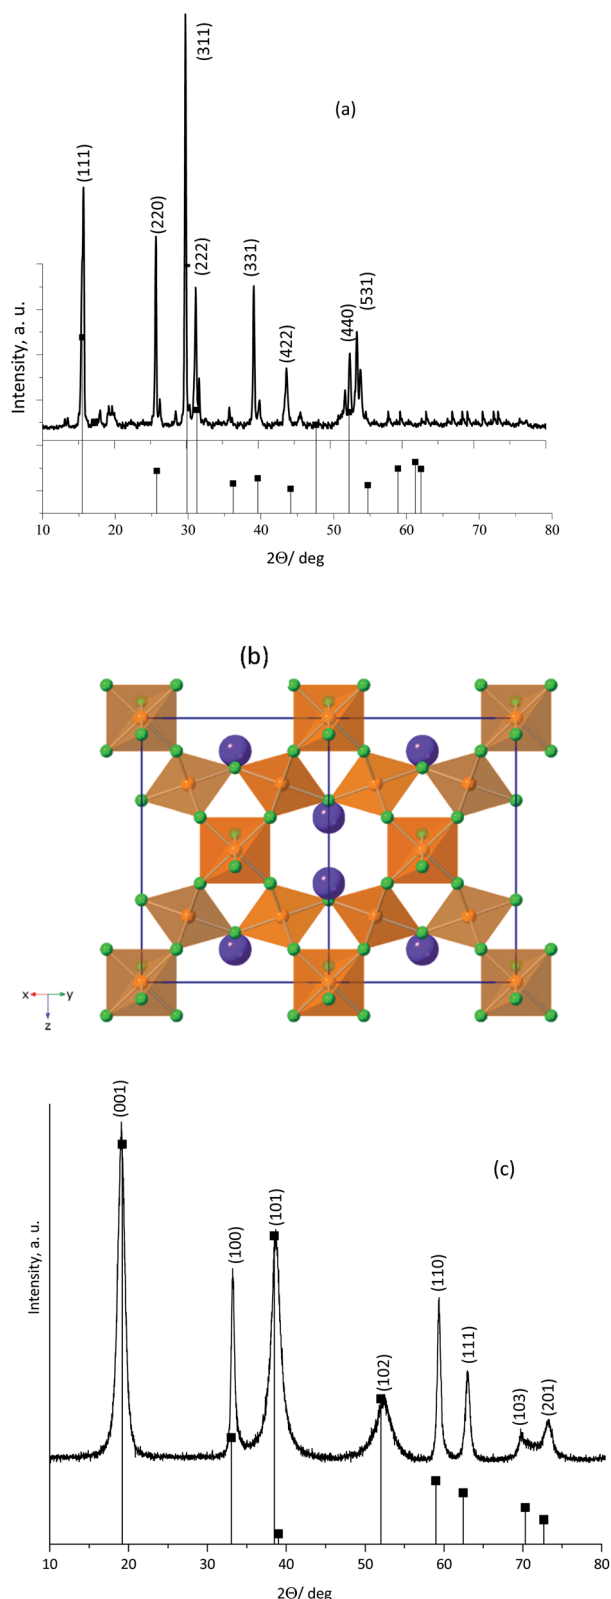 (a)
(311)
(111)
(220)
(222)
(331)
(422)
(440)
(531)
Intensity, a. u.
10 20 30 40 50 60 70 80
2Θ/ deg
(b)
x y
z
(c)
(001)
(100)
(101)
(102)
(110)
(111)
(103)
(201)
Intensity, a. u.
10 20 30 40 50 60 70 80
2Θ/ deg